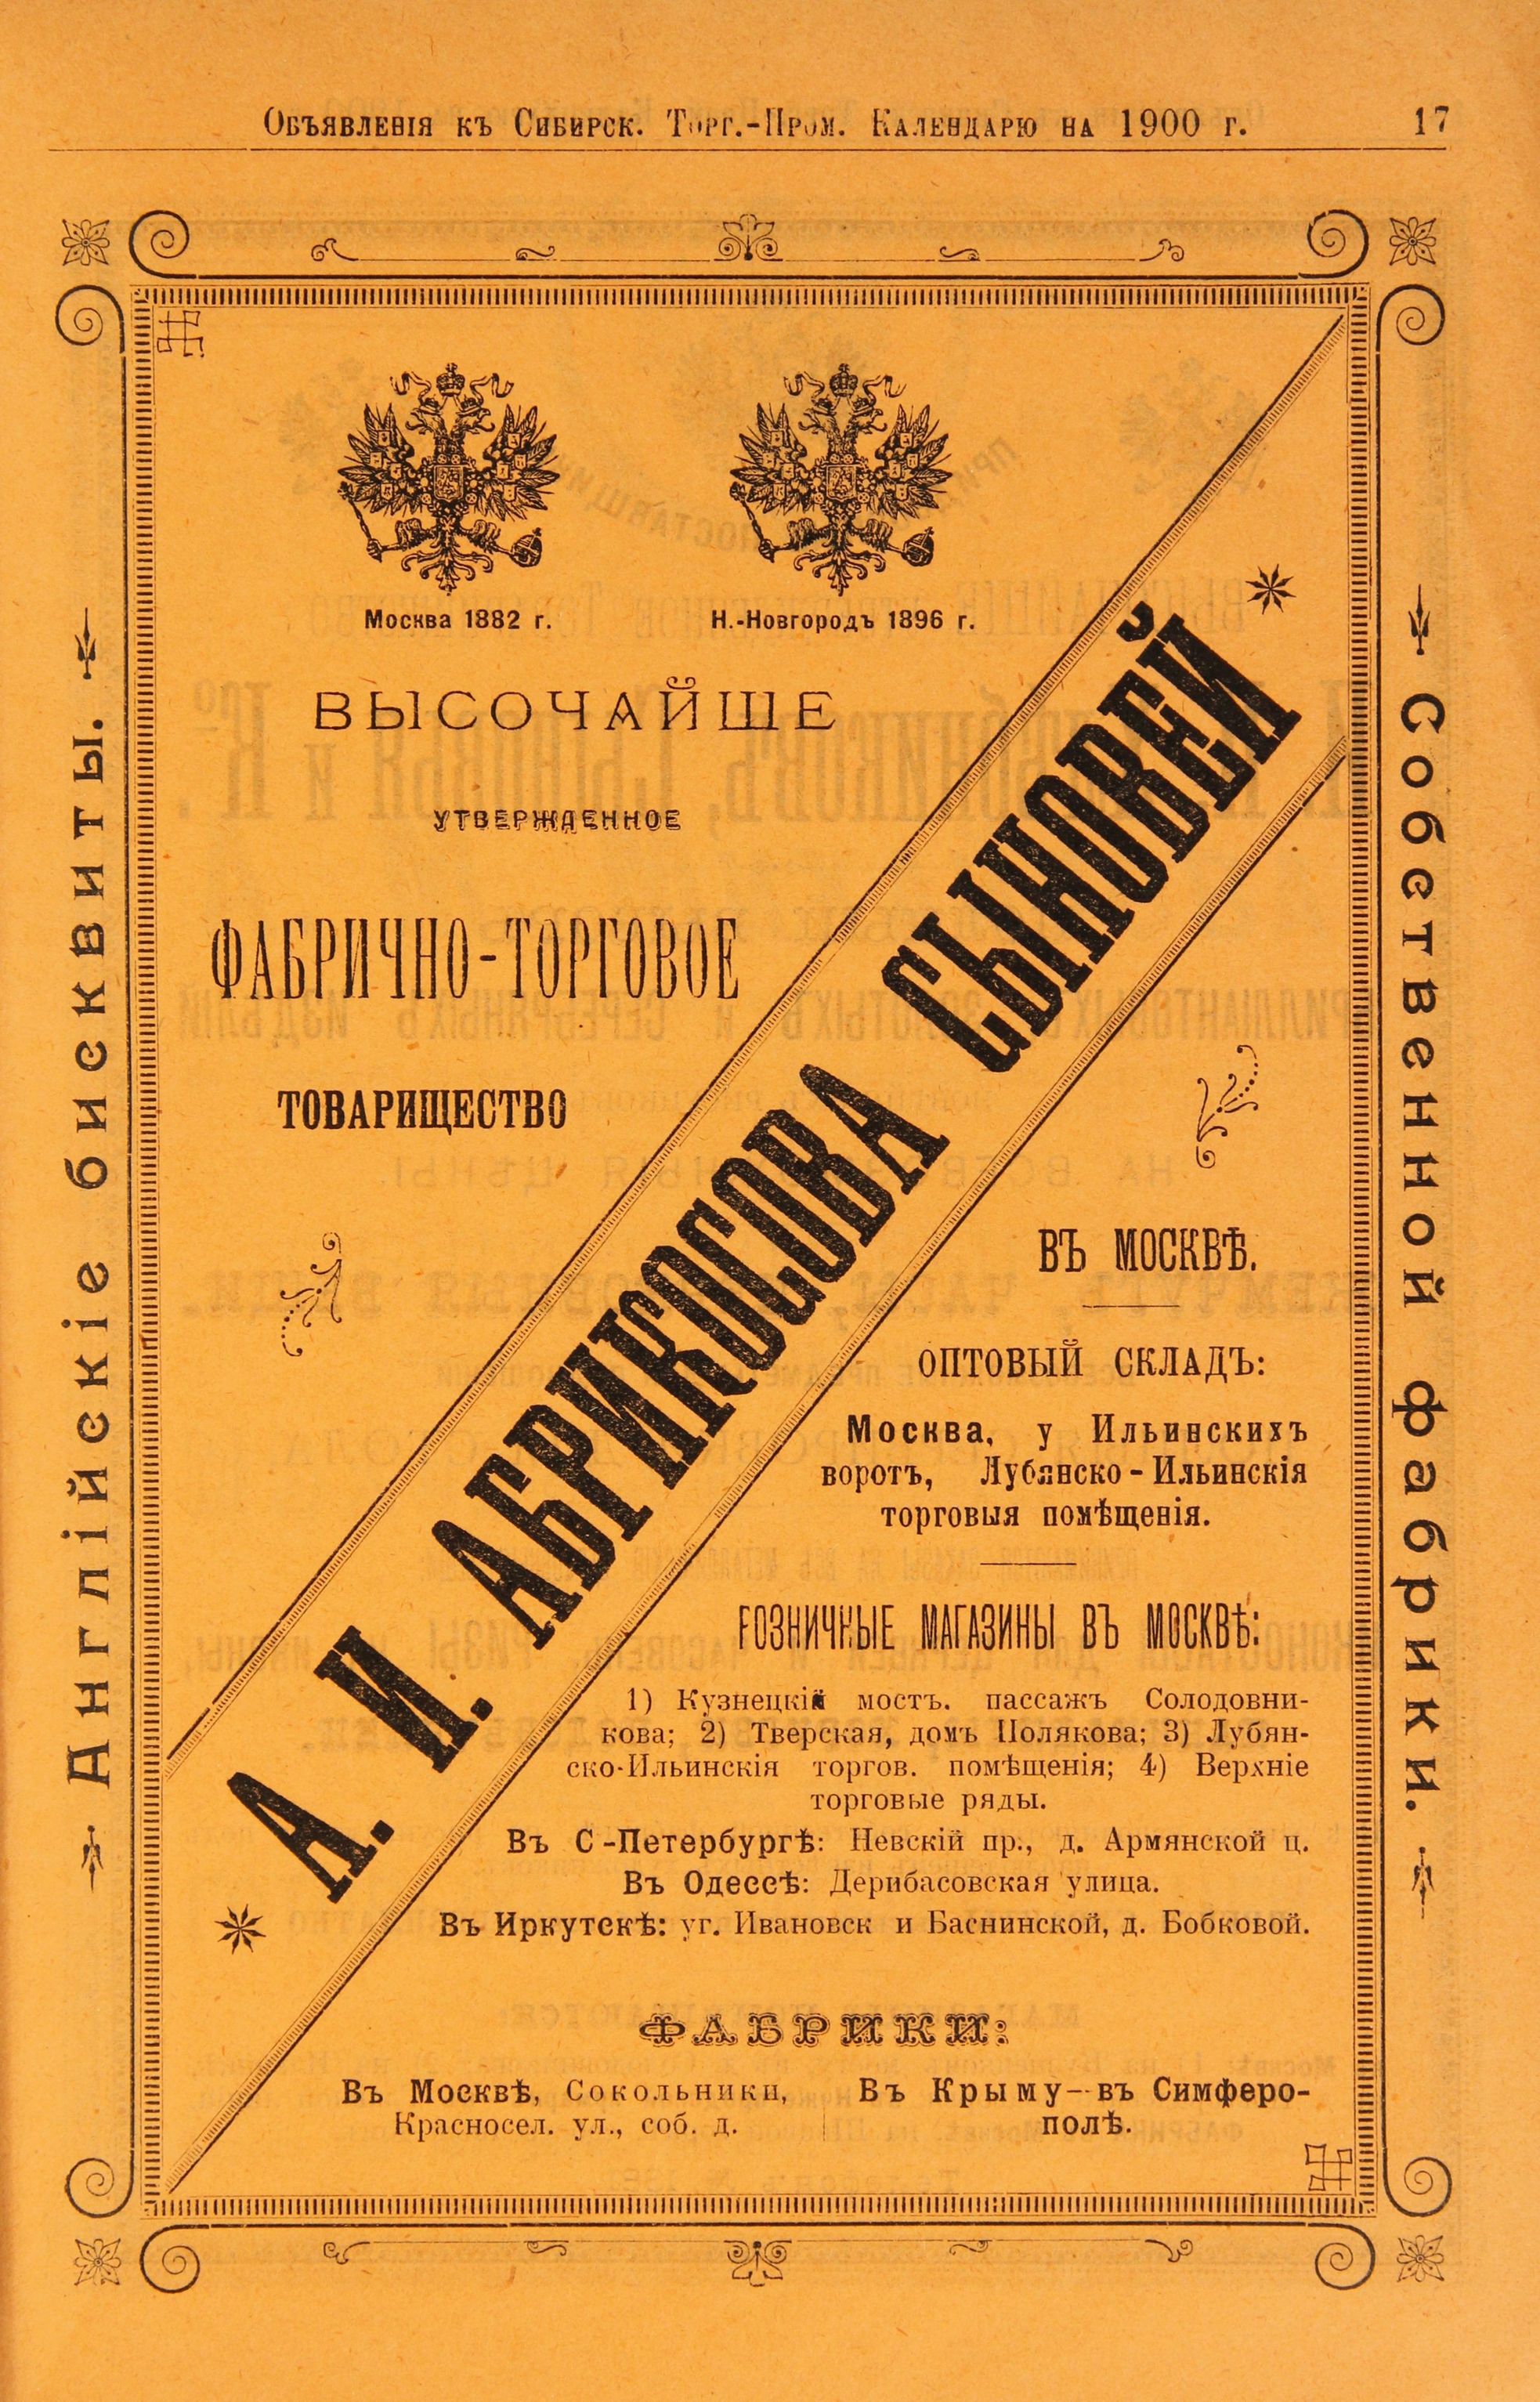 Объявленія къ Сибирск. Торг.-Пром. Календарю на 1900 г. 17
Англійскіе бисквиты.
Москва 1882 г. Н.-Новгородъ 1896 г.
ВЫСОЧАЙШЕ
УТВЕРЖДЕННОЕ
ФАБРИЧНО-ТОРГОВОЕ
ТОВАРИЩЕСТВО
А. И. АБРИКОСОВА СЫНОВЕЙ
ВЪ МОСКВѢ.
ОПТОВЫЙ СКЛАДЪ:
Москва, у Ильинскихъ
воротъ, Лубянско-Ильинскія
торговыя помѣщенія.
РОЗНИЧНЫЕ МАГАЗИНЫ ВЪ МОСКВѢ:
1) Кузнецкій мостъ. пассажъ Солодовни-
кова; 2) Тверская, домъ Полякова; 3) Лубян-
ско-Ильинскія торгов. помѣщенія; 4) Верхніе
торговые ряды.
Въ С-Петербургѣ: Невскій пр., д. Армянской ц.
Въ Одессѣ: Дерибасовская улица.
Въ Иркутскѣ: уг. Ивановск и Баснинской, д. Бобковой.
ФАБРИКИ:
Въ Москвѣ, Сокольники,
Красносел. ул., соб. д.
Въ Крыму—въ Симферо-
полѣ.
Собственной фабрики.